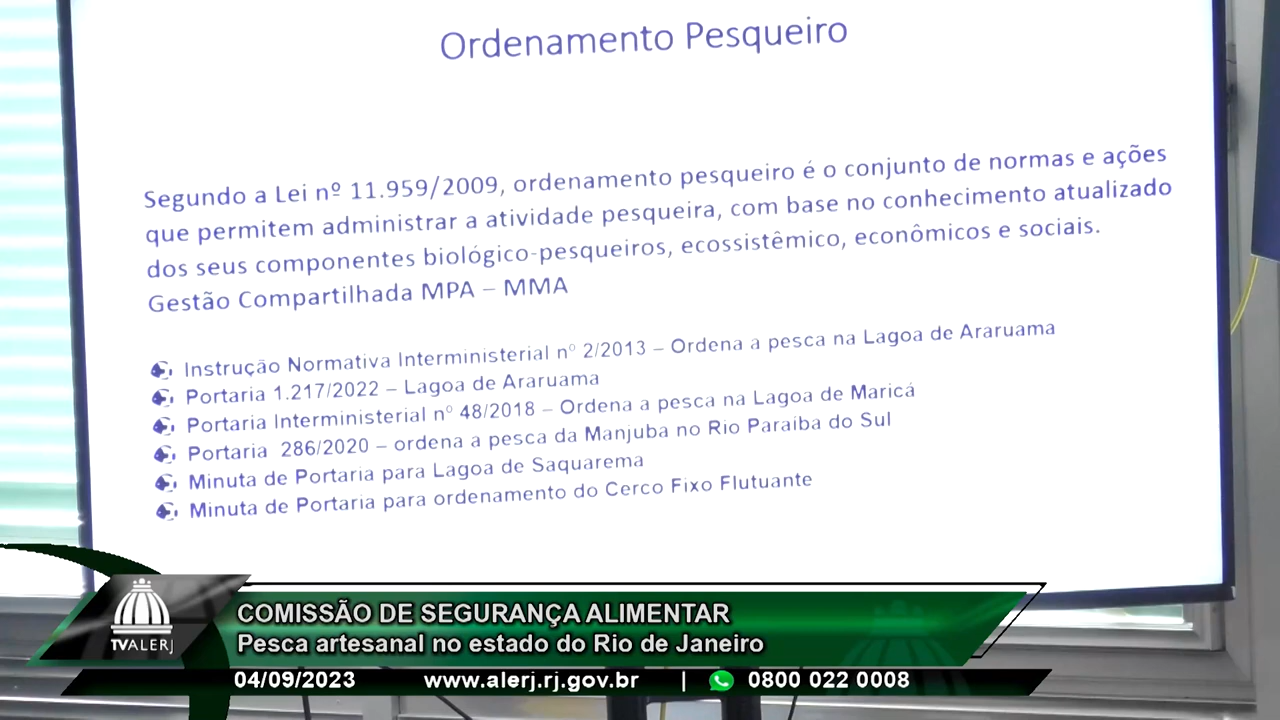 Ordenamento Pesqueiro
Segundo a Lei nº 11.959/2009, ordenamento pesqueiro é o conjunto de normas e ações
que permitem administrar a atividade pesqueira, com base no conhecimento atualizado
dos seus componentes biológico-pesqueiros, ecossistêmico, econômicos e sociais.
Gestão Compartilhada MPA – MMA
Instrução Normativa Interministerial nº 2/2013 – Ordena a pesca na Lagoa de Araruama
Portaria 1.217/2022 – Lagoa de Araruama
Portaria Interministerial nº 48/2018 – Ordena a pesca na Lagoa de Maricá
Portaria 286/2020 – ordena a pesca da Manjuba no Rio Paraiba do Sul
Minuta de Portaria para Lagoa de Saquarema
Minuta de Portaria para ordenamento do Cerco Fixo Flutuante
COMISSÃO DE SEGURANÇA ALIMENTAR
Pesca artesanal no estado do Rio de Janeiro
TVALERJ
04/09/2023 www.alerj.rj.gov.br | 0800 022 0008